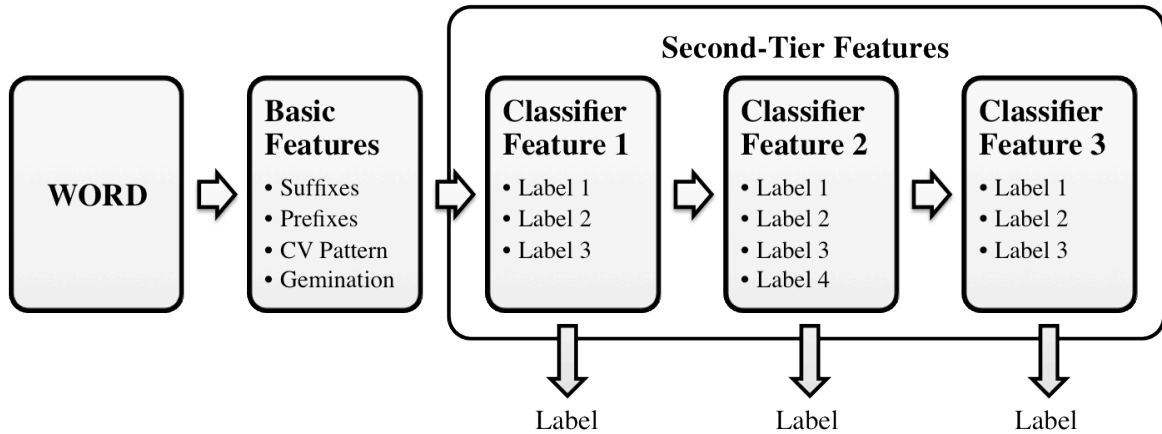 Second-Tier Features
WORD
Basic
Features
• Suffixes
• Prefixes
• CV Pattern
• Gemination
Classifier
Feature 1
• Label 1
• Label 2
• Label 3
Classifier
Feature 2
• Label 1
• Label 2
• Label 3
• Label 4
Classifier
Feature 3
• Label 1
• Label 2
• Label 3
Label
Label
Label